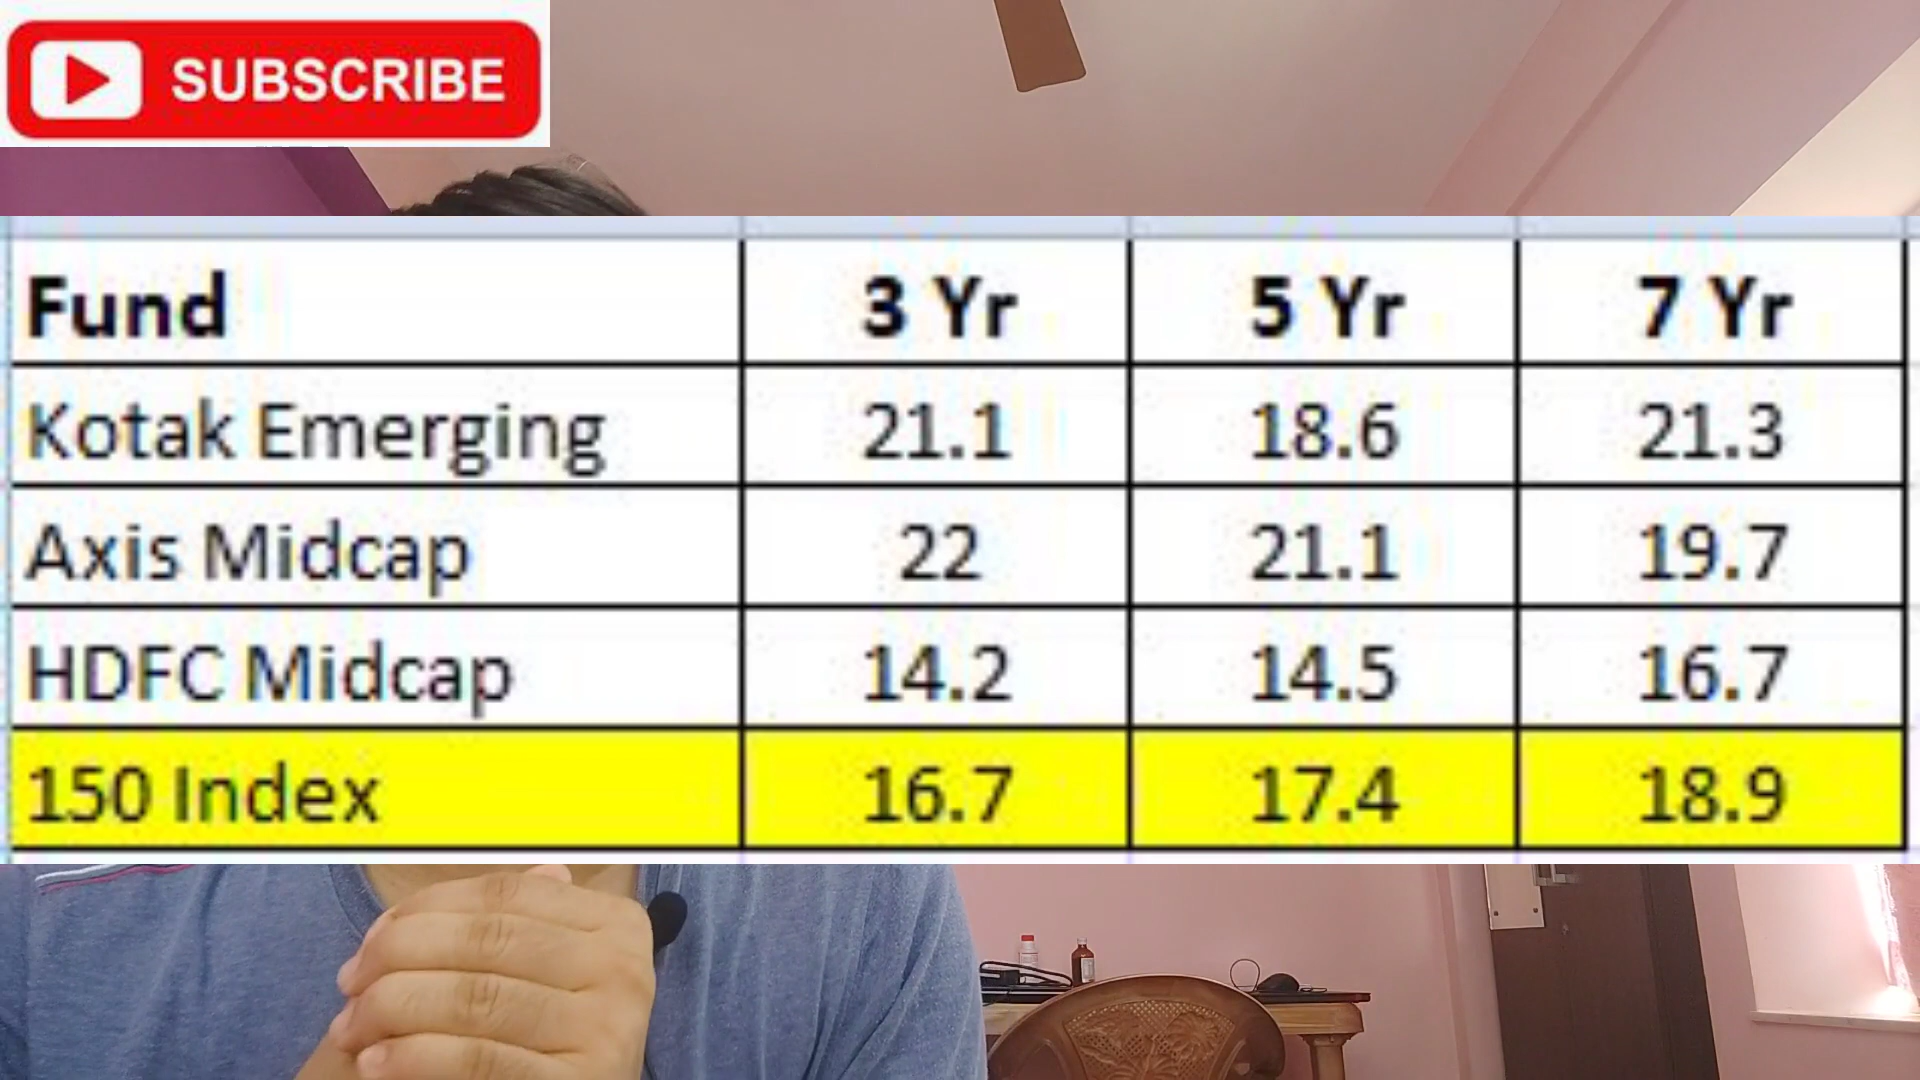 SUBSCRIBE
Fund 3 Yr 5 Yr 7 Yr
Kotak Emerging 21.1 18.6 21.3
Axis Midcap 22 21.1 19.7
HDFC Midcap 14.2 14.5 16.7
150 Index 16.7 17.4 18.9